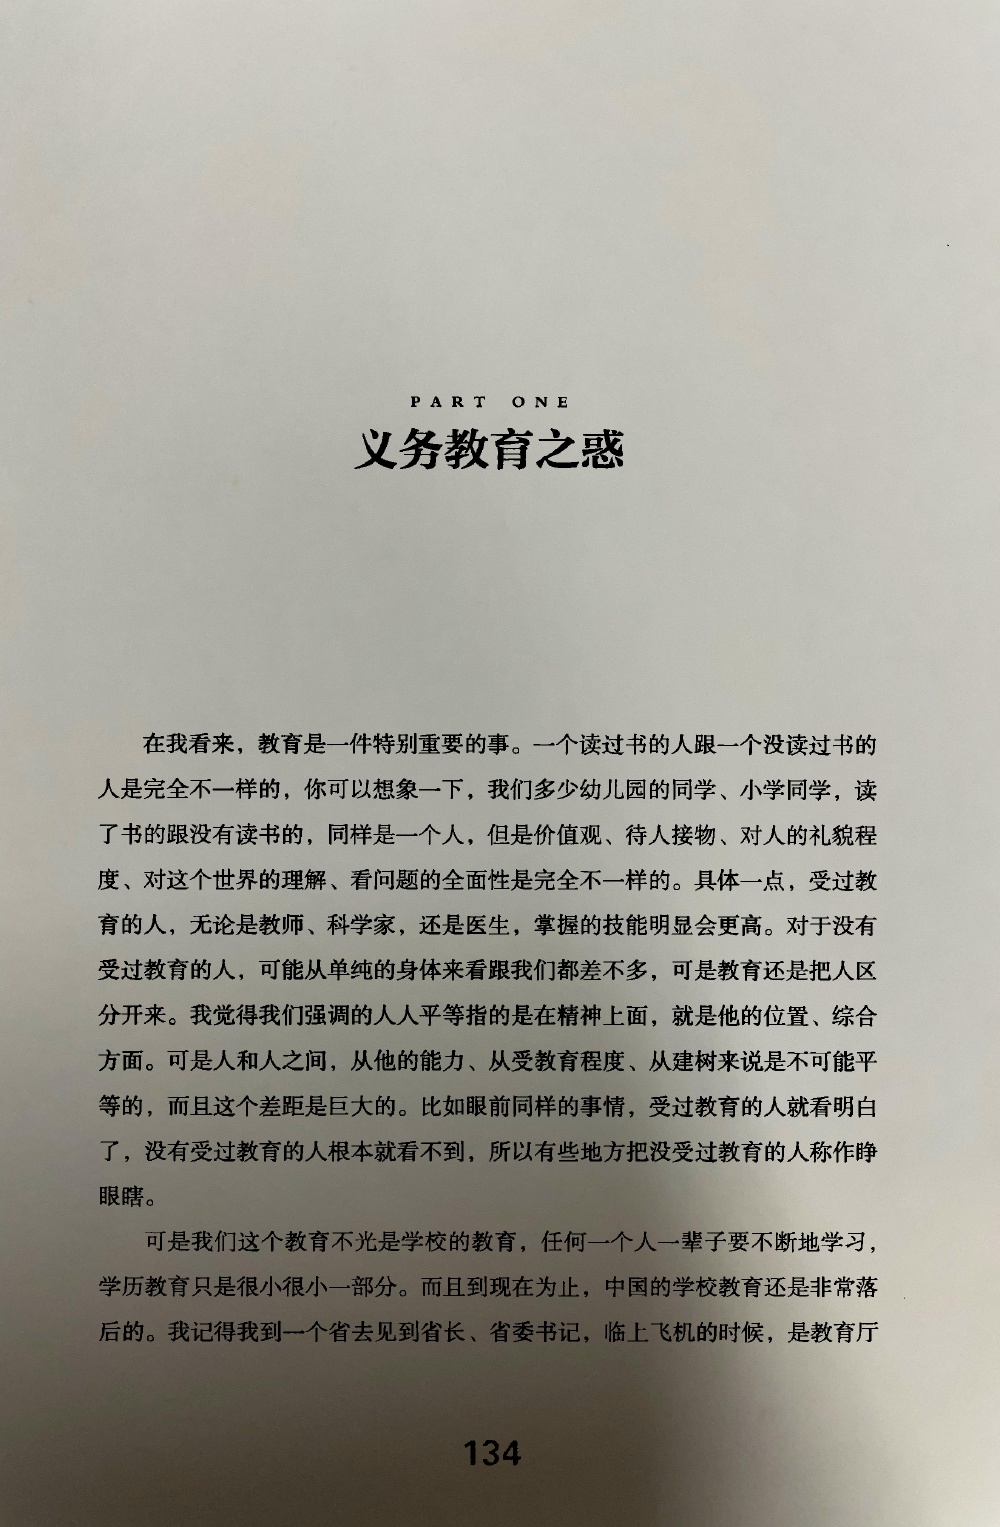 PART ONE
义务教育之惑
在我看来，教育是一件特别重要的事。一个读过书的人跟一个没读过书的
人是完全不一样的，你可以想象一下，我们多少幼儿园的同学、小学同学，读
了书的跟没有读书的，同样是一个人，但是价值观、待人接物、对人的礼貌程
度、对这个世界的理解、看问题的全面性是完全不一样的。具体一点，受过教
育的人，无论是教师、科学家，还是医生，掌握的技能明显会更高。对于没有
受过教育的人，可能从单纯的身体来看跟我们都差不多，可是教育还是把人区
分开来。我觉得我们强调的人人平等指的是在精神上面，就是他的位置、综合
方面。可是人和人之间，从他的能力、从受教育程度、从建树来说是不可能平
等的，而且这个差距是巨大的。比如眼前同样的事情，受过教育的人就看明白
了，没有受过教育的人根本就看不到，所以有些地方把没受过教育的人称作睁
眼瞎。
可是我们这个教育不光是学校的教育，任何一个人一辈子要不断地学习，
学历教育只是很小很小一部分。而且到现在为止，中国的学校教育还是非常落
后的。我记得我到一个省去见到省长、省委书记，临上飞机的时候，是教育厅
134